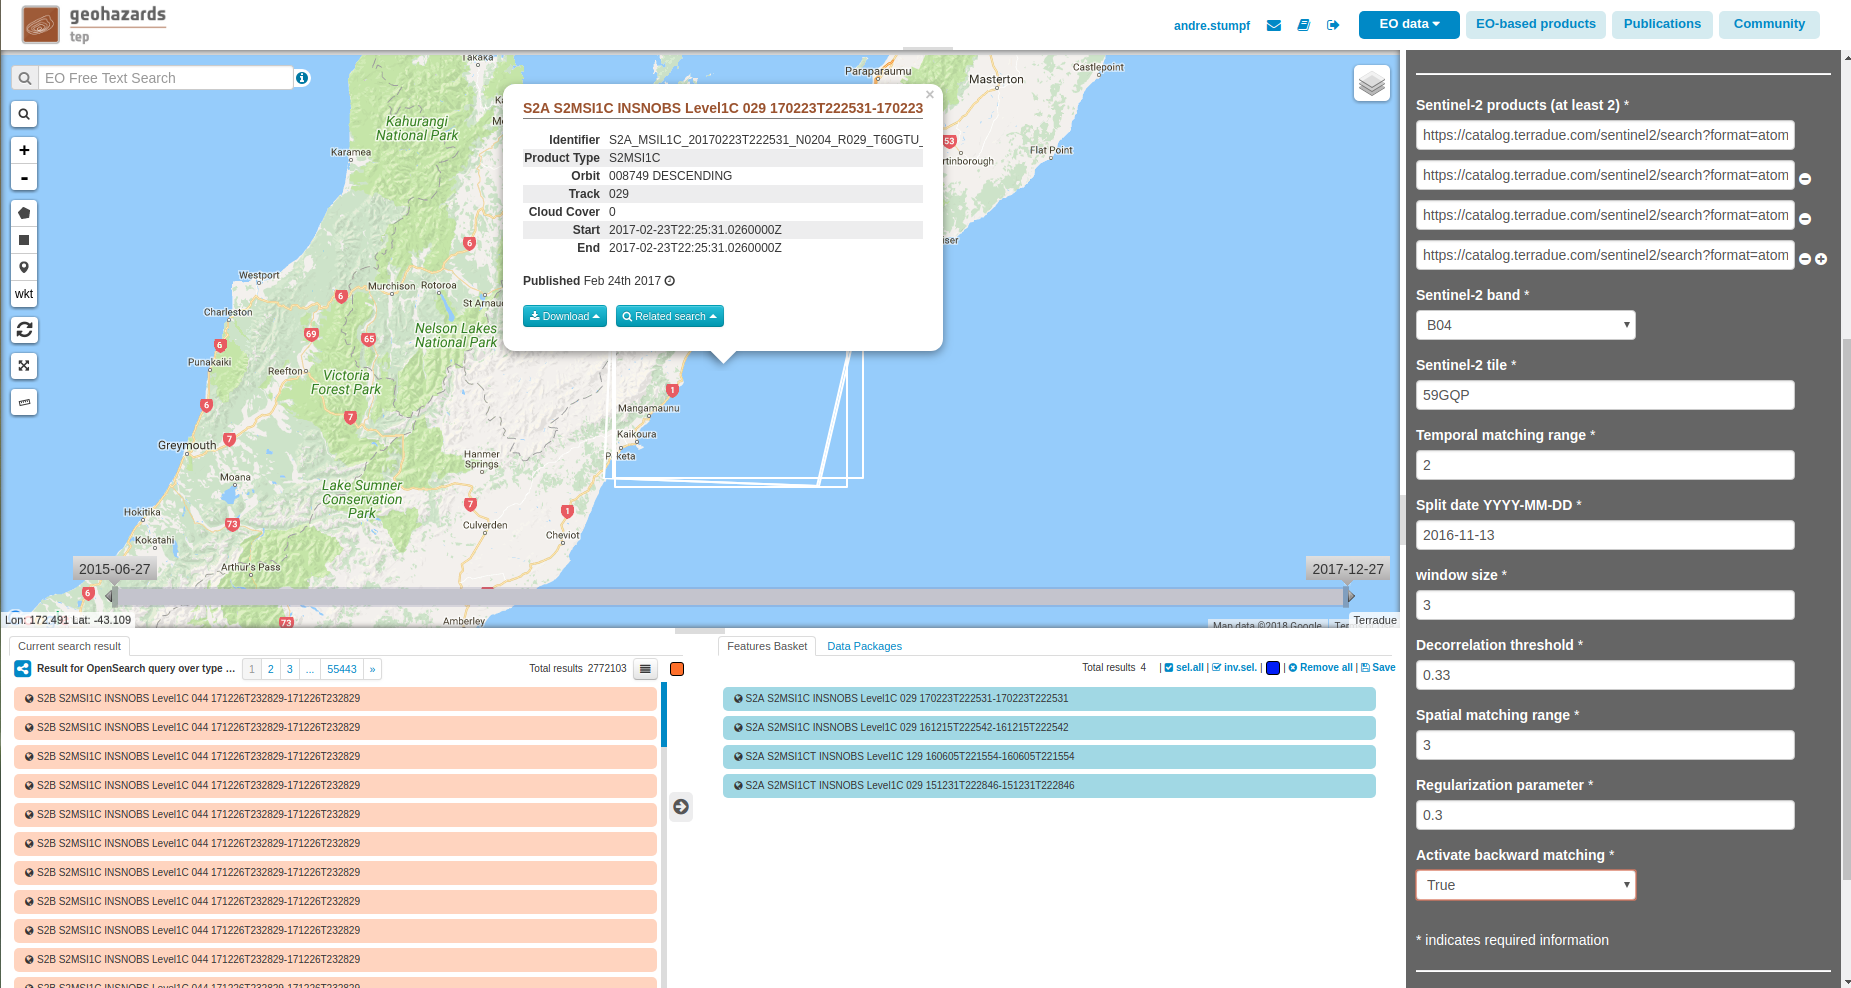 geohazards
tep
andre.stumpf
EO data
EO-based products
Publications
Community
EO Free Text Search
wkt
Takaka
Paraparaumu
Masterton
Castlepoint
Kahurangi
National Park
Karamea
53
Flat Point
6
Westport
Murchison
Rotoroa
St Arnau
Charleston
6
69
65
Nelson Lakes
National Park
6
Punakaiki
Reefton
Victoria
Forest Park
6
7
1
Mangamaunu
Greymouth
7
Kaikoura
Hanmer
Springs
Moana
Lake Sumner
Conservation
Park
7
Hokitika
73
1
Culverden
Cheviot
Kokatahi
Arthur's Pass
6
73
Amberley
S2A S2MSI1C INSNOBS Level1C 029 170223T222531-170223
×
Identifier S2A_MSIL1C_20170223T222531_N0204_R029_T60GTU_
Product Type S2MSI1C
Orbit 008749 DESCENDING
Track 029
Cloud Cover 0
Start 2017-02-23T22:25:31.0260000Z
End 2017-02-23T22:25:31.0260000Z
Published Feb 24th 2017
Download
Related search
2015-06-27
2017-12-27
Lon: 172.491 Lat: -43.109
Map data ©2018 Google
Terradue
Current search result
Result for OpenSearch query over type ...
1 2 3 ... 55443 »
Total results 2772103
S2B S2MSI1C INSNOBS Level1C 044 171226T232829-171226T232829
S2B S2MSI1C INSNOBS Level1C 044 171226T232829-171226T232829
S2B S2MSI1C INSNOBS Level1C 044 171226T232829-171226T232829
S2B S2MSI1C INSNOBS Level1C 044 171226T232829-171226T232829
S2B S2MSI1C INSNOBS Level1C 044 171226T232829-171226T232829
S2B S2MSI1C INSNOBS Level1C 044 171226T232829-171226T232829
S2B S2MSI1C INSNOBS Level1C 044 171226T232829-171226T232829
S2B S2MSI1C INSNOBS Level1C 044 171226T232829-171226T232829
S2B S2MSI1C INSNOBS Level1C 044 171226T232829-171226T232829
S2B S2MSI1C INSNOBS Level1C 044 171226T232829-171226T232829
S2B S2MSI1C INSNOBS Level1C 044 171226T232829-171226T232829
Features Basket
Data Packages
Total results 4 | sel.all | inv.sel. | | Remove all | Save
S2A S2MSI1C INSNOBS Level1C 029 170223T222531-170223T222531
S2A S2MSI1C INSNOBS Level1C 029 161215T222542-161215T222542
S2A S2MSI1CT INSNOBS Level1C 129 160605T221554-160605T221554
S2A S2MSI1CT INSNOBS Level1C 029 151231T222846-151231T222846
Sentinel-2 products (at least 2) *
https://catalog.terradue.com/sentinel2/search?format=atom
https://catalog.terradue.com/sentinel2/search?format=atom
https://catalog.terradue.com/sentinel2/search?format=atom
https://catalog.terradue.com/sentinel2/search?format=atom
Sentinel-2 band *
B04
Sentinel-2 tile *
59GQP
Temporal matching range *
2
Split date YYYY-MM-DD *
2016-11-13
window size *
3
Decorrelation threshold *
0.33
Spatial matching range *
3
Regularization parameter *
0.3
Activate backward matching *
True
* indicates required information